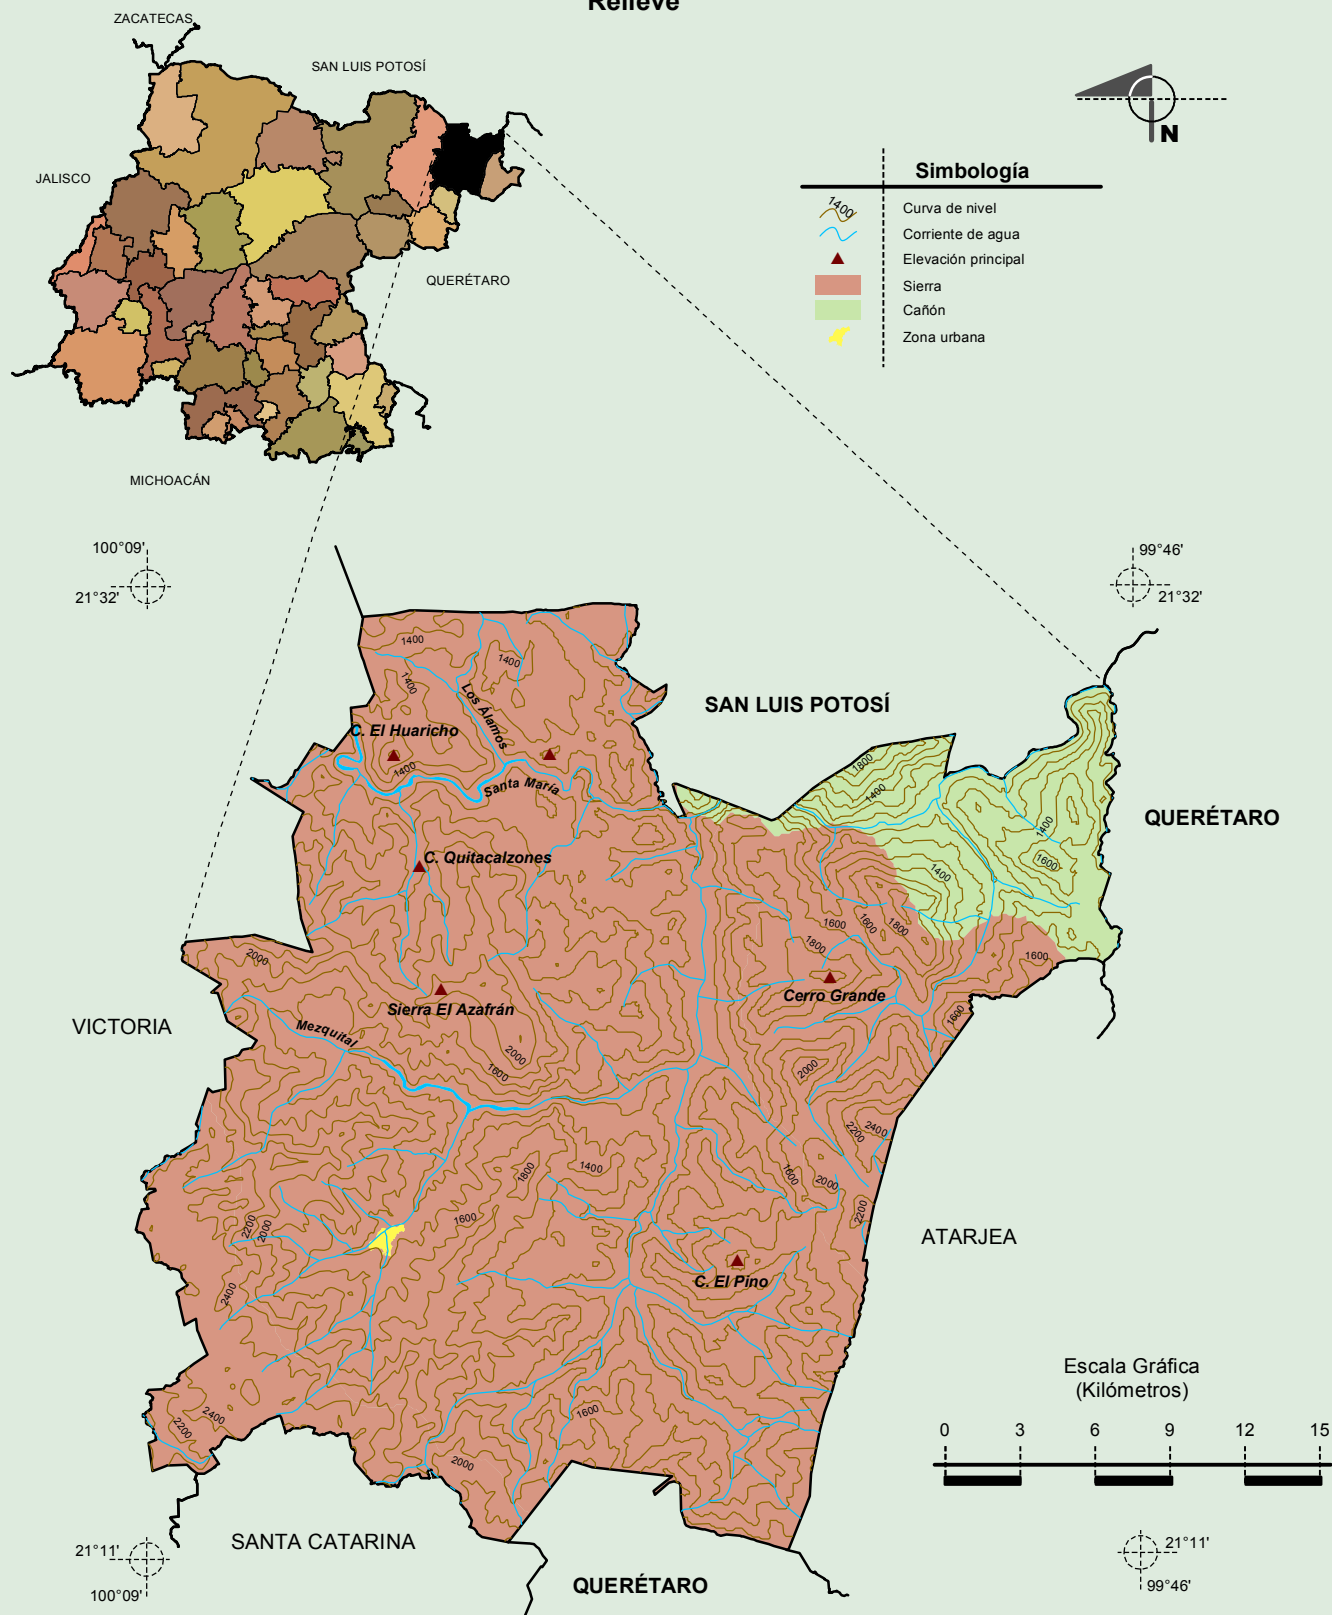 Relieve
ZACATECAS
SAN LUIS POTOSÍ
JALISCO
QUERÉTARO
MICHOACÁN
N
Simbología
1400
Curva de nivel
Corriente de agua
Elevación principal
Sierra
Cañón
Zona urbana
100°09'
21°32'
99°46'
21°32'
SAN LUIS POTOSÍ
QUERÉTARO
VICTORIA
ATARJEA
SANTA CATARINA
QUERÉTARO
1400
1400
1400
Los Álamos
C. El Huaricho
1400
Santa María
C. Quitacalzones
1800
1400
1400
1600
1400
1600
1600
1800
1800
1600
Cerro Grande
1600
2000
Sierra El Azafrán
Mezquital
2000
1600
2000
2200
2400
1800
1400
1600
2000
2200
1600
2200
2000
2400
C. El Pino
1600
2400
2200
2000
Escala Gráfica
(Kilómetros)
0 3 6 9 12 15
21°11'
100°09'
21°11'
99°46'